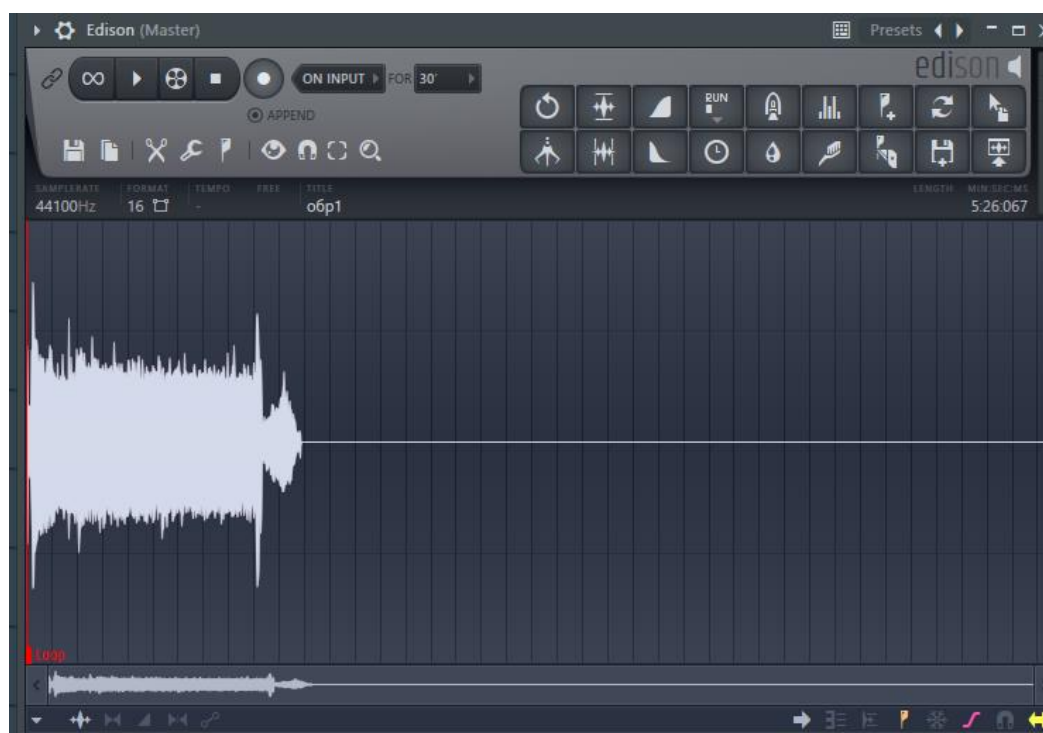 Edison (Master)
Presets
edison
ON INPUT FOR 30'
APPEND
RUN
SAMPLERATE FORMAT TEMPO FREE TITLE LENGTH MIN:SEC:MS
44100Hz 16 - обр1 5:26:067
Loop